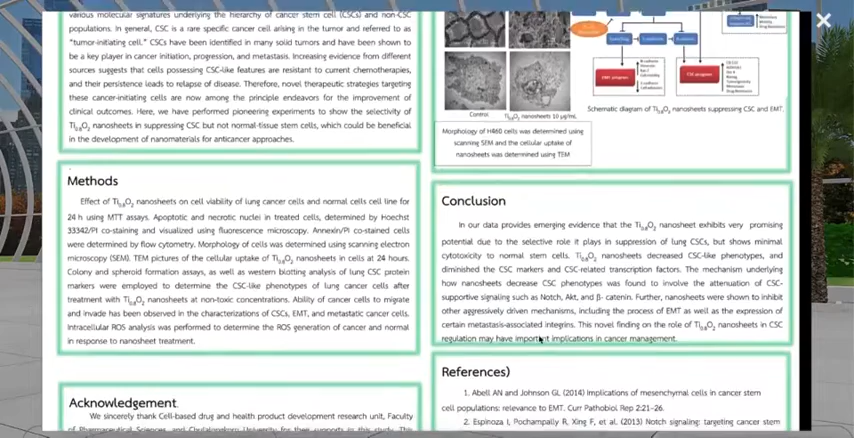 various molecular signatures underlying the hierarchy of cancer stem cell (CSCs) and non-CSC
populations. In general, CSC is a rare specific cancer cell arising in the tumor and referred to as
"tumor-initiating cell." CSCs have been identified in many solid tumors and have been shown to
be a key player in cancer initiation, progression, and metastasis. Increasing evidence from different
sources suggests that cells possessing CSC-like features are resistant to current chemotherapies,
and their persistence leads to relapse of disease. Therefore, novel therapeutic strategies targeting
these cancer-initiating cells are now among the principle endeavors for the improvement of
clinical outcomes. Here, we have performed pioneering experiments to show the selectivity of
Ti0.8O2 nanosheets in suppressing CSC but not normal-tissue stem cells, which could be beneficial
in the development of nanomaterials for anticancer approaches.
Methods
Effect of Ti0.8O2 nanosheets on cell viability of lung cancer cells and normal cells cell line for
24 h using MTT assays. Apoptotic and necrotic nuclei in treated cells, determined by Hoechst
33342/PI co-staining and visualized using fluorescence microscopy. Annexin/PI co-stained cells
were determined by flow cytometry. Morphology of cells was determined using scanning electron
microscopy (SEM). TEM pictures of the cellular uptake of Ti0.8O2 nanosheets in cells at 24 hours.
Colony and spheroid formation assays, as well as western blotting analysis of lung CSC protein
markers were employed to determine the CSC-like phenotypes of lung cancer cells after
treatment with Ti0.8O2 nanosheets at non-toxic concentrations. Ability of cancer cells to migrate
and invade has been observed in the characterizations of CSCs, EMT, and metastatic cancer cells.
Intracellular ROS analysis was performed to determine the ROS generation of cancer and normal
in response to nanosheet treatment.
Acknowledgement
We sincerely thank Cell-based drug and health product development research unit, Faculty
of Pharmaceutical Sciences, and Chulalongkorn University for their supports in this study. This
Control
Ti0.8O2 nanosheets 10 µg/mL
Morphology of H460 cells was determined using
scanning SEM and the cellular uptake of
nanosheets was determined using TEM
EMT programs
CSC programs
Schematic diagram of Ti0.8O2 nanosheets suppressing CSC and EMT.
Conclusion
In our data provides emerging evidence that the Ti0.8O2 nanosheet exhibits very promising
potential due to the selective role it plays in suppression of lung CSCs, but shows minimal
cytotoxicity to normal stem cells. Ti0.8O2 nanosheets decreased CSC-like phenotypes, and
diminished the CSC markers and CSC-related transcription factors. The mechanism underlying
how nanosheets decrease CSC phenotypes was found to involve the attenuation of CSC-
supportive signaling such as Notch, Akt, and β- catenin. Further, nanosheets were shown to inhibit
other aggressively driven mechanisms, including the process of EMT as well as the expression of
certain metastasis-associated integrins. This novel finding on the role of Ti0.8O2 nanosheets in CSC
regulation may have important implications in cancer management.
References)
1. Abell AN and Johnson GL (2014) Implications of mesenchymal cells in cancer stem
cell populations: relevance to EMT. Curr Pathobiol Rep 2:21-26.
2. Espinoza I, Pochampally R, Xing F, et al. (2013) Notch signaling: targeting cancer stem